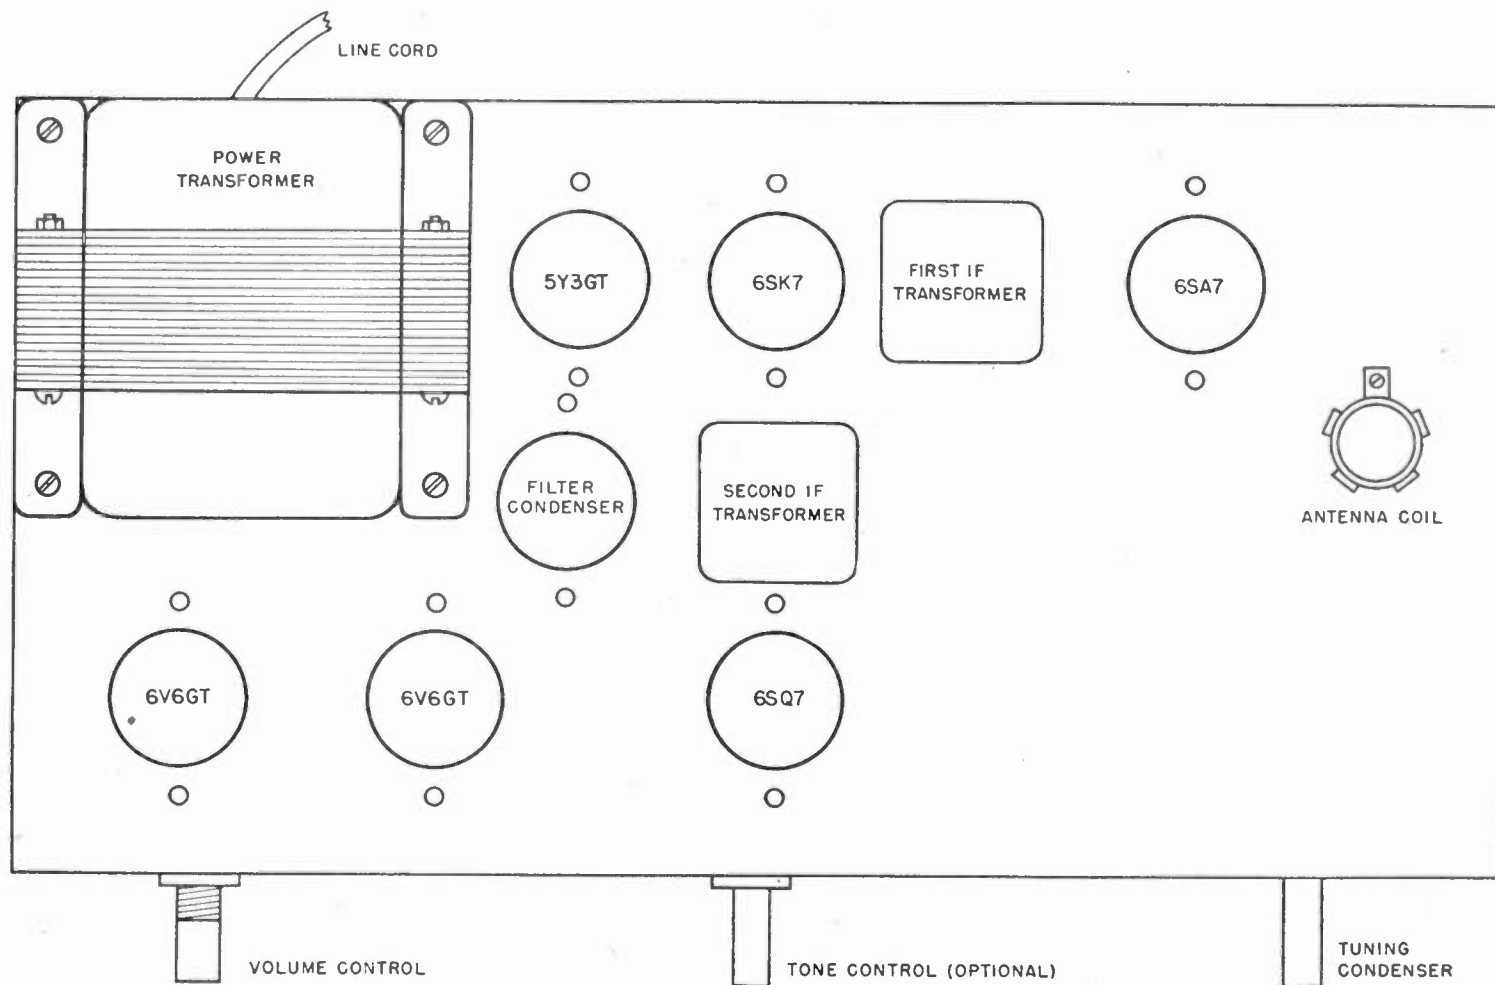 LINE CORD
POWER
TRANSFORMER
5Y3GT
6SK7
FIRST IF
TRANSFORMER
6SA7
FILTER
CONDENSER
SECOND IF
TRANSFORMER
ANTENNA COIL
6V6GT
6V6GT
6SQ7
VOLUME CONTROL
TONE CONTROL (OPTIONAL)
TUNING
CONDENSER